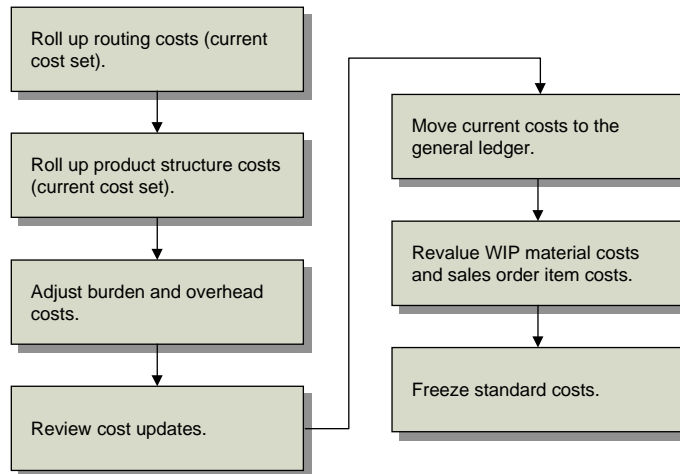 Roll up routing costs (current
cost set).
Roll up product structure costs
(current cost set).
Adjust burden and overhead
costs.
Review cost updates.
Move current costs to the
general ledger.
Revalue WIP material costs
and sales order item costs.
Freeze standard costs.